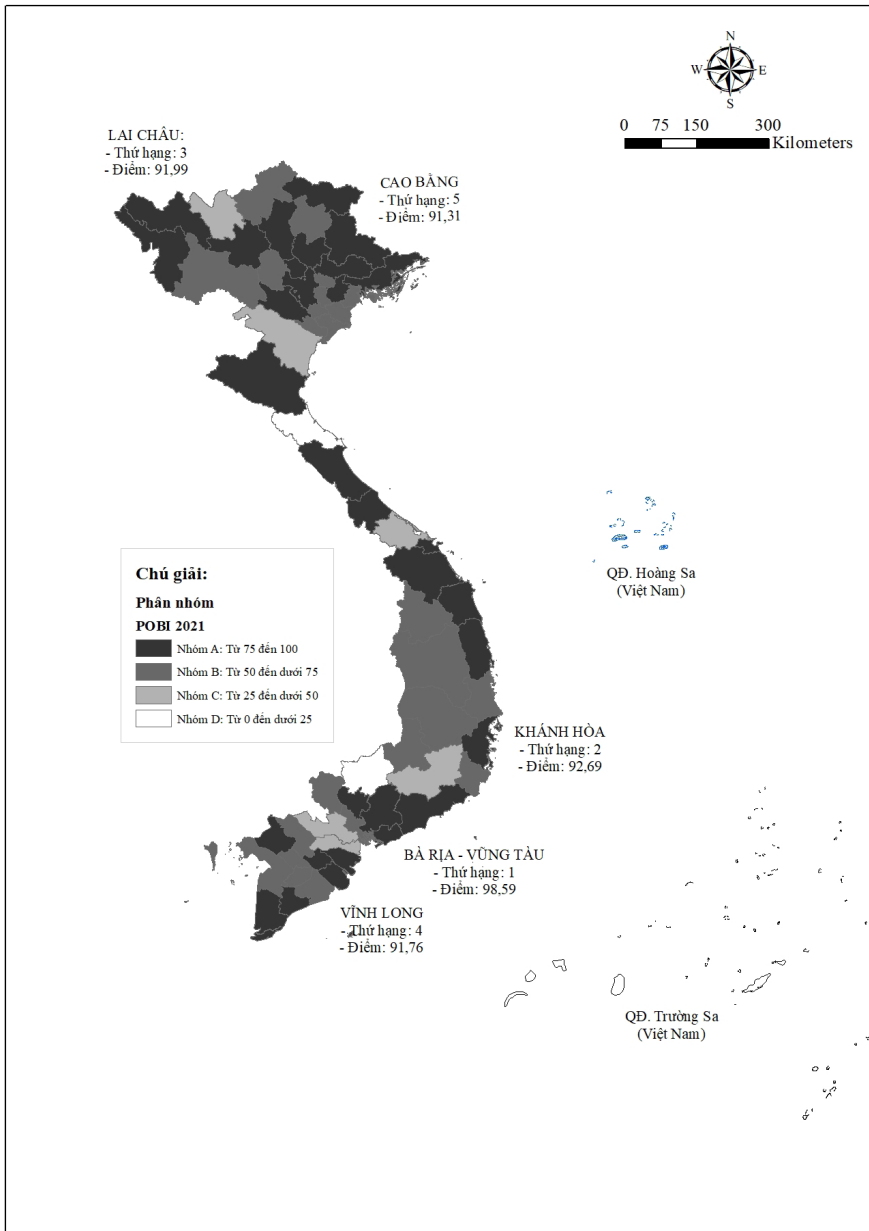 N
W E
S
0 75 150 300
Kilometers
LAI CHÂU:
- Thứ hạng: 3
- Điểm: 91,99
CAO BẰNG
- Thứ hạng: 5
- Điểm: 91,31
QĐ. Hoàng Sa
(Việt Nam)
Chú giải:
Phân nhóm
POBI 2021
Nhóm A: Từ 75 đến 100
Nhóm B: Từ 50 đến dưới 75
Nhóm C: Từ 25 đến dưới 50
Nhóm D: Từ 0 đến dưới 25
KHÁNH HÒA
- Thứ hạng: 2
- Điểm: 92,69
BÀ RỊA - VŨNG TÀU
- Thứ hạng: 1
- Điểm: 98,59
VĨNH LONG
- Thứ hạng: 4
- Điểm: 91,76
QĐ. Trường Sa
(Việt Nam)